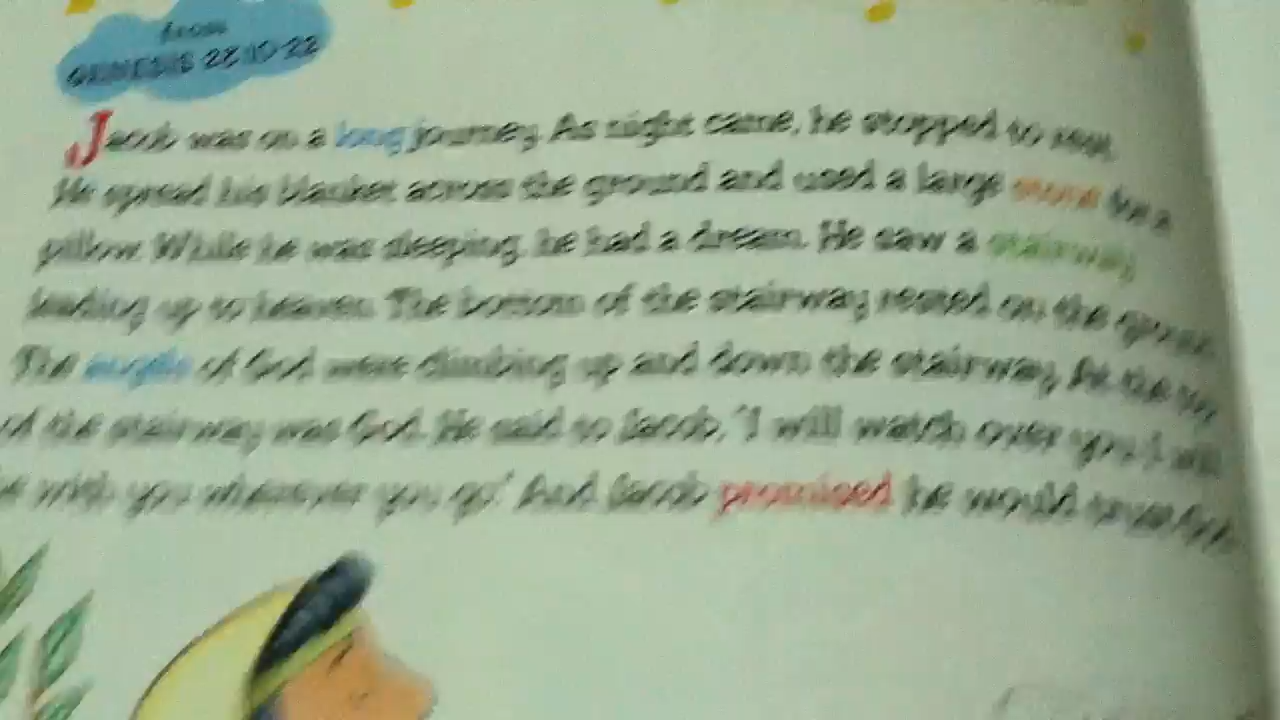 from
GENESIS 28:10-22
Jacob was on a long journey. As night came, he stopped to rest.
He spread his blanket across the ground and used a large stone for a
pillow. While he was sleeping, he had a dream. He saw a stairway
leading up to heaven. The bottom of the stairway rested on the ground.
The angels of God were climbing up and down the stairway. At the top
of the stairway was God. He said to Jacob, "I will watch over you. I will
be with you wherever you go." And Jacob promised he would